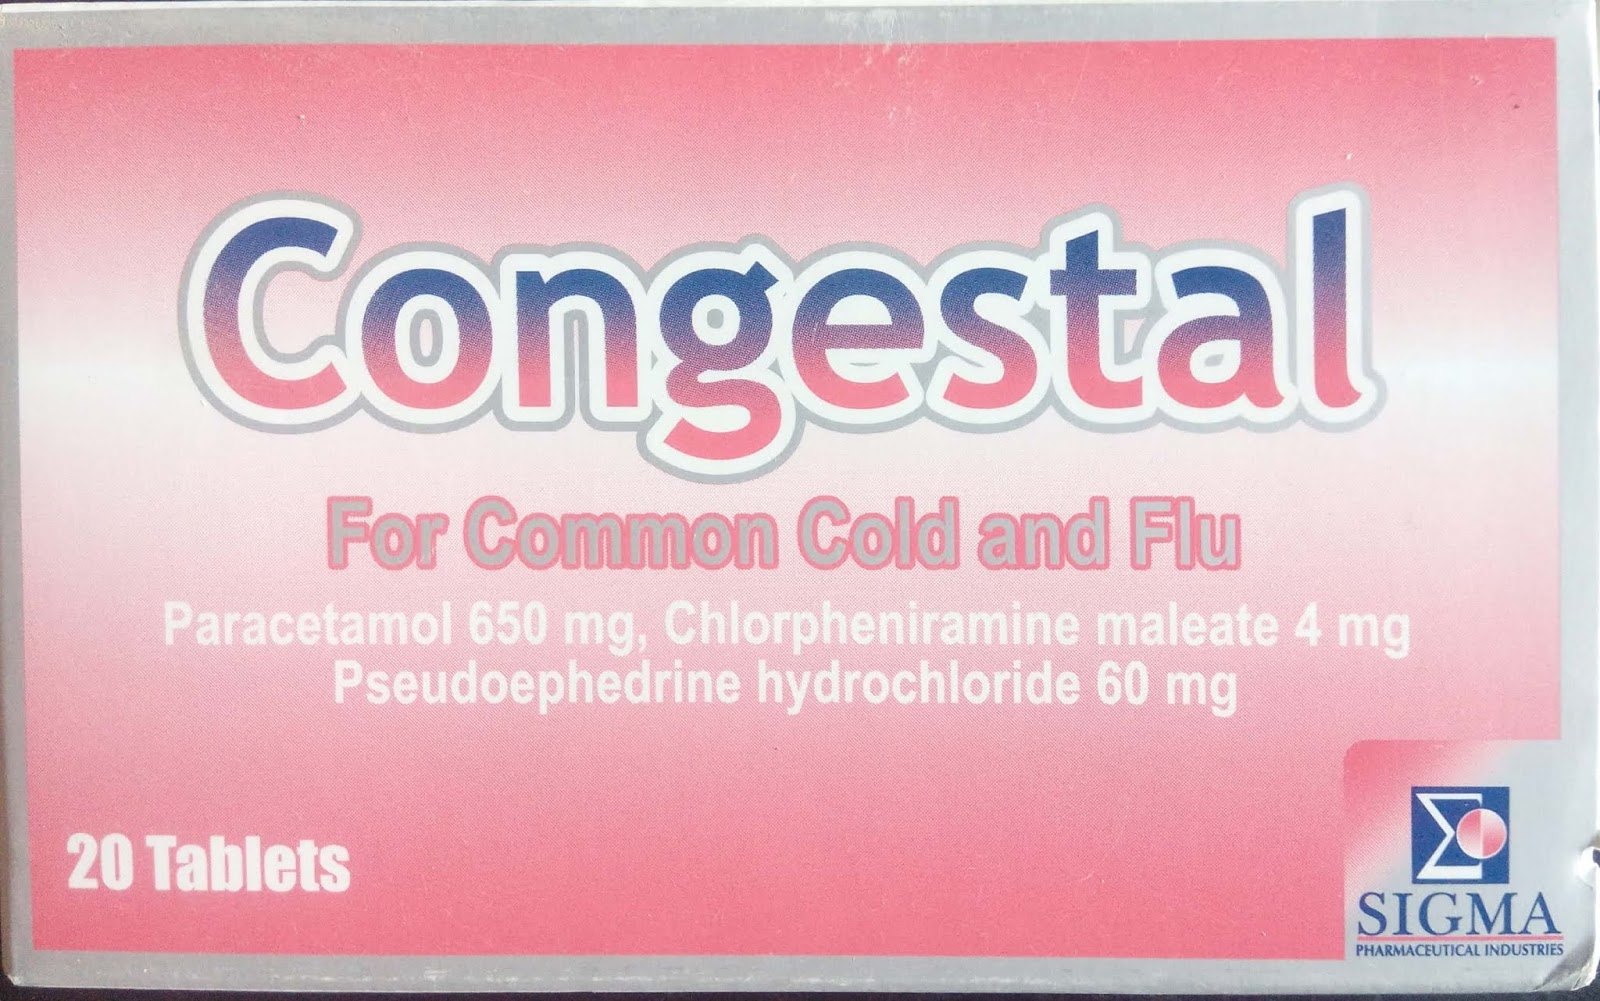 Congestal
For Common Cold and Flu
Paracetamol 650 mg, Chlorpheniramine maleate 4 mg
Pseudoephedrine hydrochloride 60 mg
20 Tablets
SIGMA
PHARMACEUTICAL INDUSTRIES